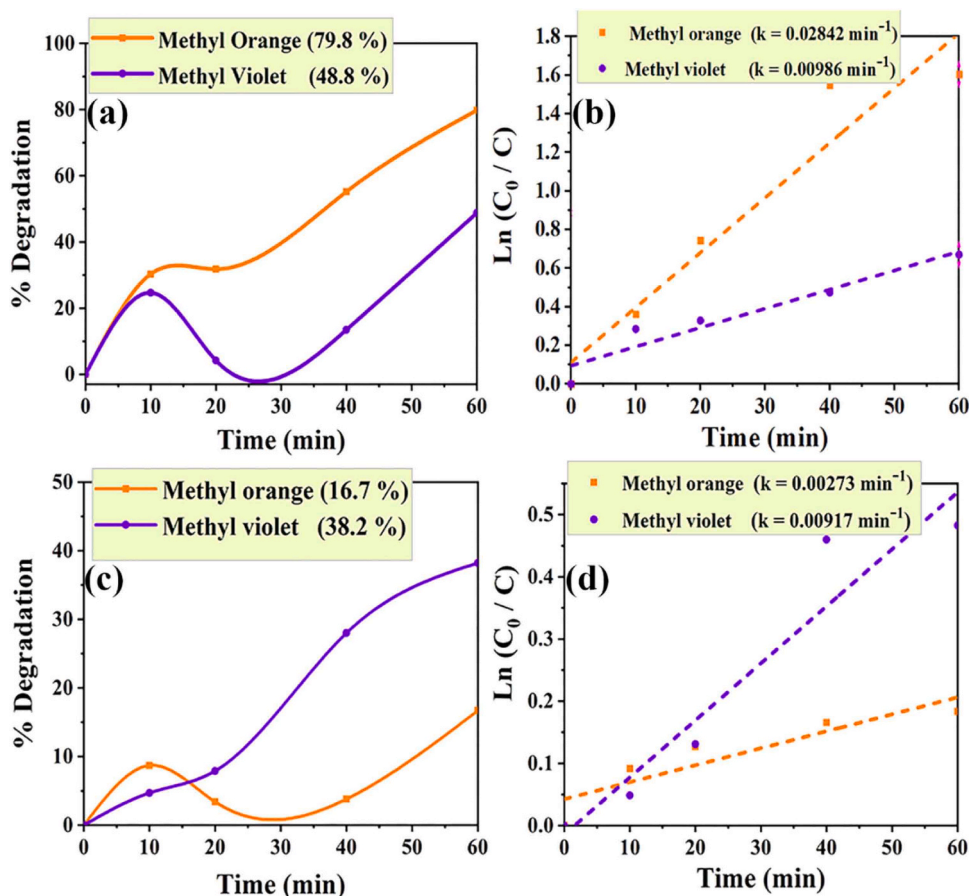 Methyl Orange (79.8 %)
Methyl Violet (48.8 %)
(a)
100
80
60
40
20
0
% Degradation
0 10 20 30 40 50 60
Time (min)
Methyl orange (k = 0.02842 min⁻¹)
Methyl violet (k = 0.00986 min⁻¹)
(b)
1.8
1.6
1.4
1.2
1.0
0.8
0.6
0.4
0.2
0.0
Ln (C₀ / C)
0 10 20 30 40 50 60
Time (min)
Methyl orange (16.7 %)
Methyl violet (38.2 %)
(c)
50
40
30
20
10
0
% Degradation
0 10 20 30 40 50 60
Time (min)
Methyl orange (k = 0.00273 min⁻¹)
Methyl violet (k = 0.00917 min⁻¹)
(d)
0.5
0.4
0.3
0.2
0.1
0.0
Ln (C₀ / C)
0 10 20 30 40 50 60
Time (min)